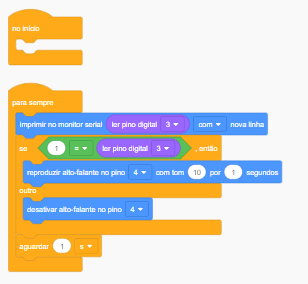 no início
para sempre
imprimir no monitor serial ler pino digital 3 com nova linha
se 1 = ler pino digital 3 , então
reproduzir alto-falante no pino 4 com tom 10 por 1 segundos
outro
desativar alto-falante no pino 4
aguardar 1 s